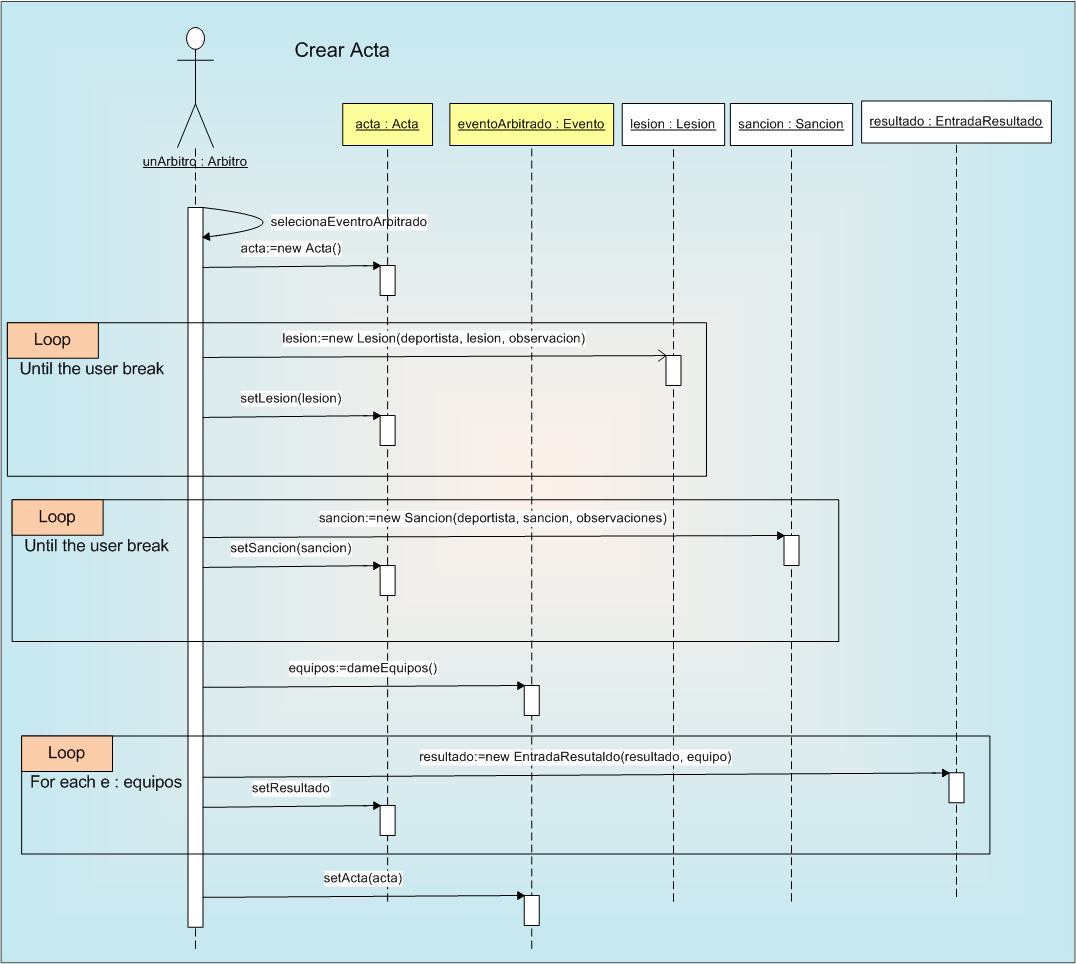 Crear Acta
unArbitro : Arbitro
acta : Acta
eventoArbitrado : Evento
lesion : Lesion
sancion : Sancion
resultado : EntradaResultado
selecionaEventroArbitrado
acta:=new Acta()
Loop
Until the user break
lesion:=new Lesion(deportista, lesion, observacion)
setLesion(lesion)
Loop
Until the user break
sancion:=new Sancion(deportista, sancion, observaciones)
setSancion(sancion)
equipos:=dameEquipos()
Loop
For each e : equipos
resultado:=new EntradaResutaldo(resultado, equipo)
setResultado
setActa(acta)